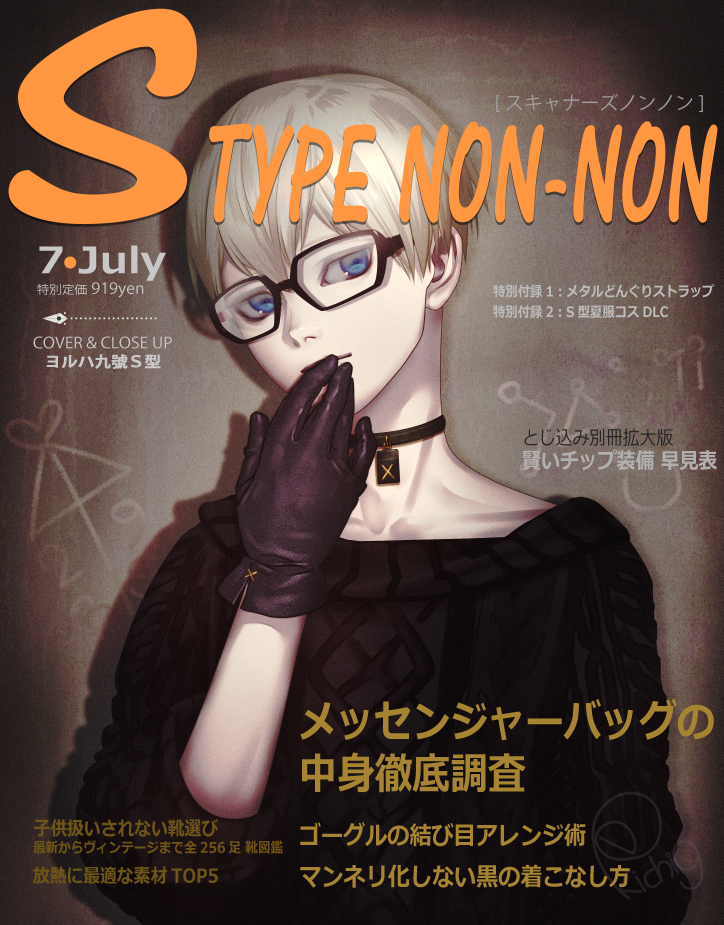 S TYPE NON-NON
[スキャナーズノンノン]
7•July
特別定価 919yen
COVER & CLOSE UP
ヨルハ九號S型
特別付録1:メタルどんぐりストラップ
特別付録2:S型夏服コスDLC
とじ込み別冊拡大版
賢いチップ装備 早見表
メッセンジャーバッグの
中身徹底調査
子供扱いされない靴選び
最新からヴィンテージまで全256足 靴図鑑
放熱に最適な素材TOP5
ゴーグルの結び目アレンジ術
マンネリ化しない黒の着こなし方